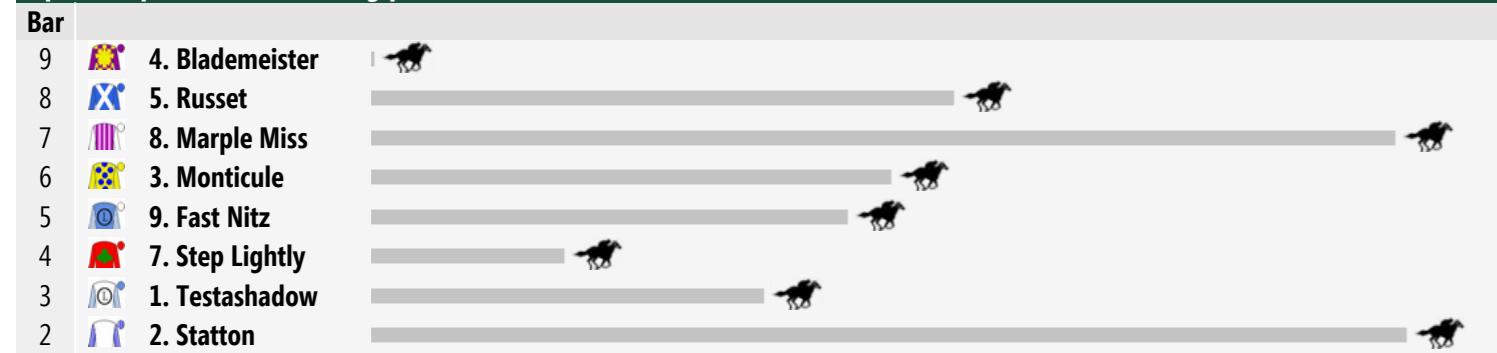 Bar
9 4. Blademeister
8 5. Russet
7 8. Marple Miss
6 3. Monticule
5 9. Fast Nitz
4 7. Step Lightly
3 1. Testashadow
2 2. Statton